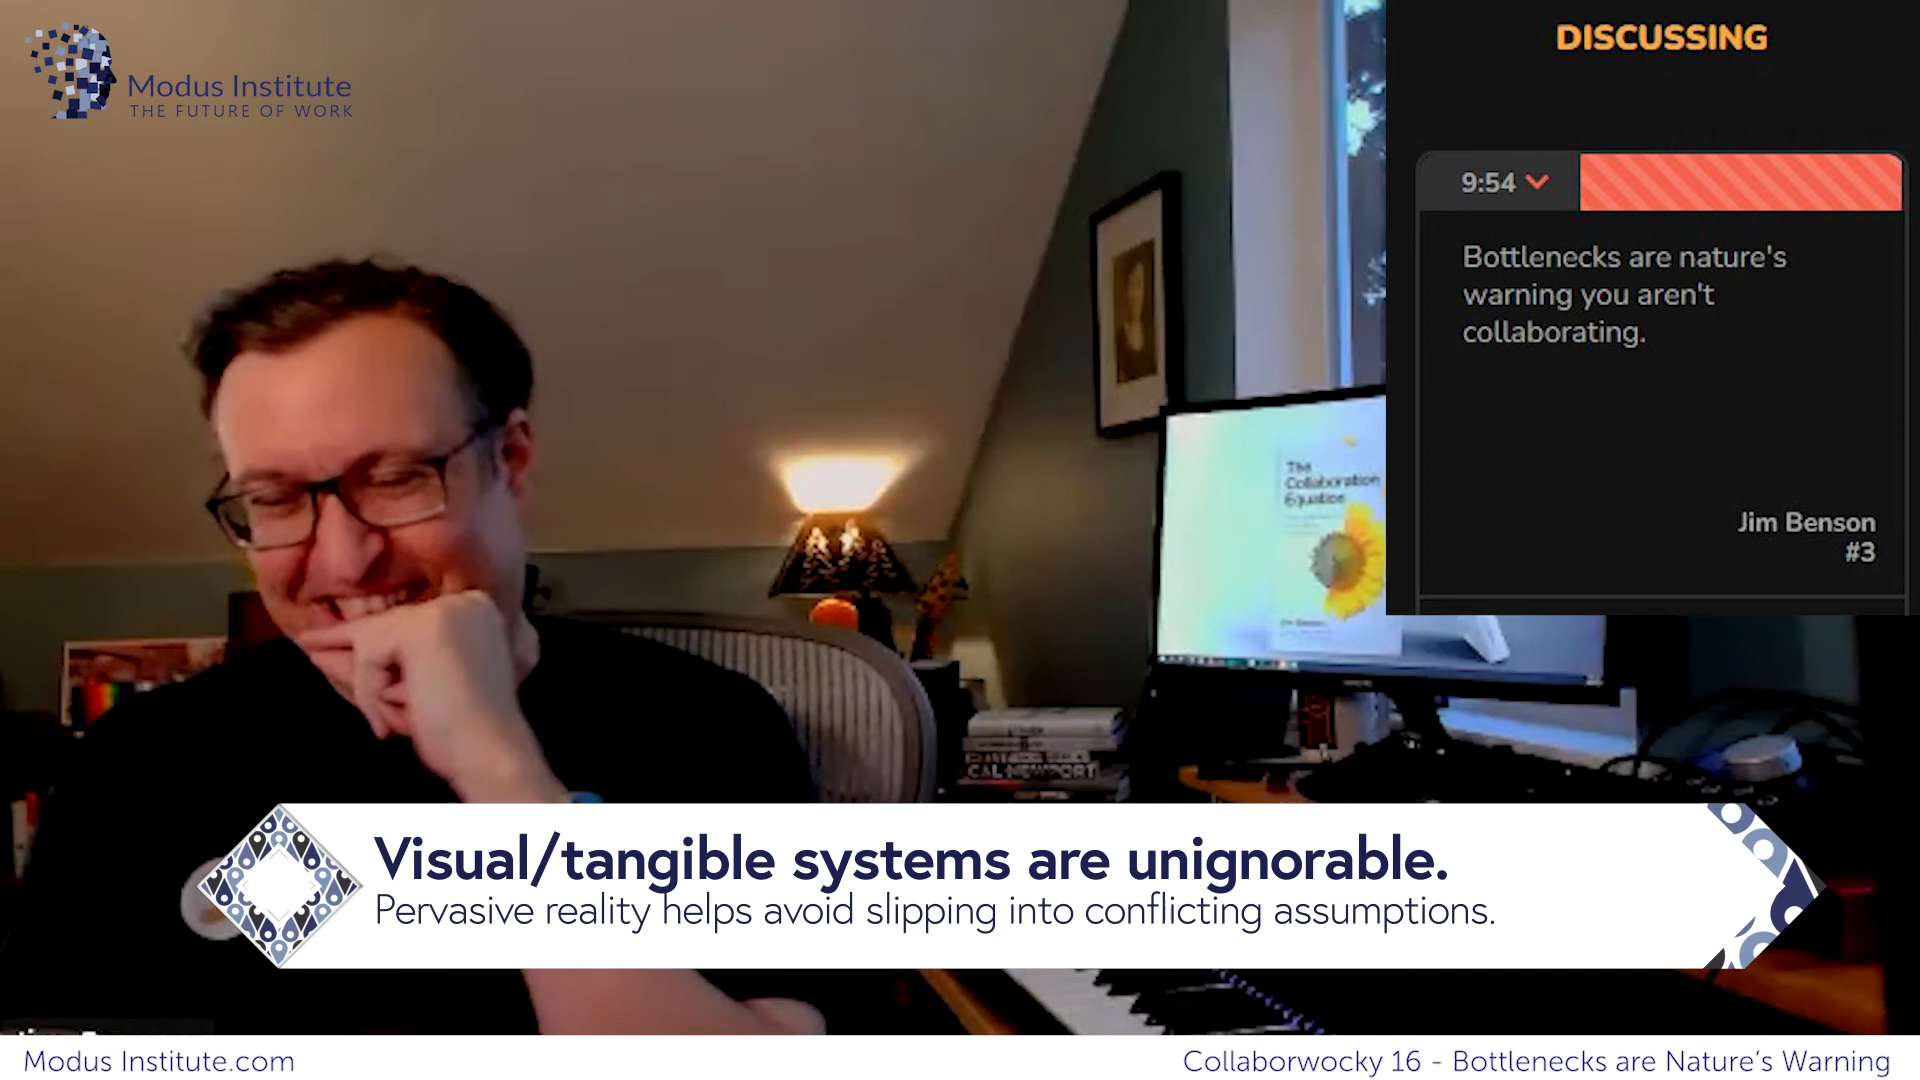 Modus Institute
THE FUTURE OF WORK
DISCUSSING
9:54
Bottlenecks are nature's
warning you aren't
collaborating.
Jim Benson
#3
The
Collaboration
Equation
CAL NEWPORT
Visual/tangible systems are unignorable.
Pervasive reality helps avoid slipping into conflicting assumptions.
Modus Institute.com
Collaborwocky 16 - Bottlenecks are Nature's Warning